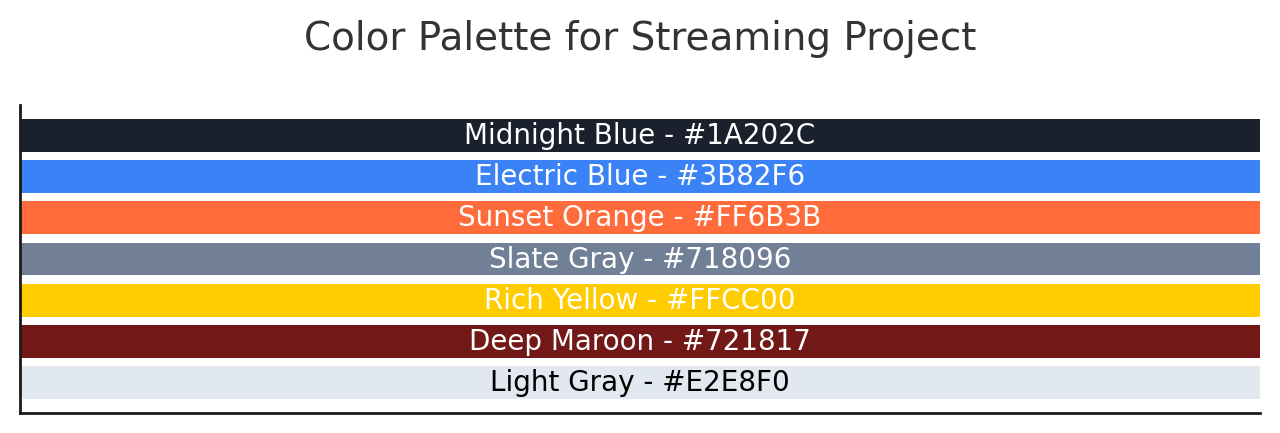 Color Palette for Streaming Project
Midnight Blue - #1A202C
Electric Blue - #3B82F6
Sunset Orange - #FF6B3B
Slate Gray - #718096
Rich Yellow - #FFCC00
Deep Maroon - #721817
Light Gray - #E2E8F0